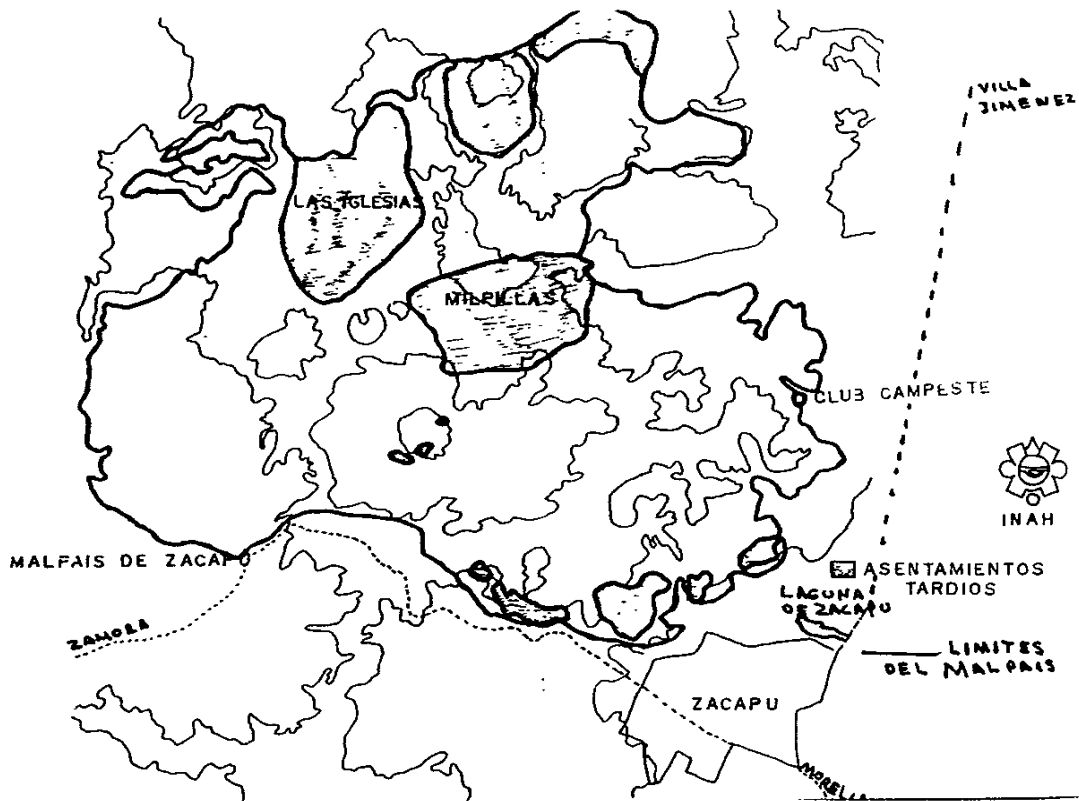 VILLA
JIMENEZ
LAS IGLESIAS
MILPILLAS
CLUB CAMPESTE
INAH
MALPAIS DE ZACAPU
ASENTAMIENTOS
TARDIOS
LAGUNA
DE ZACAPU
ZAMORA
LIMITES
DEL MALPAIS
ZACAPU
MORELIA